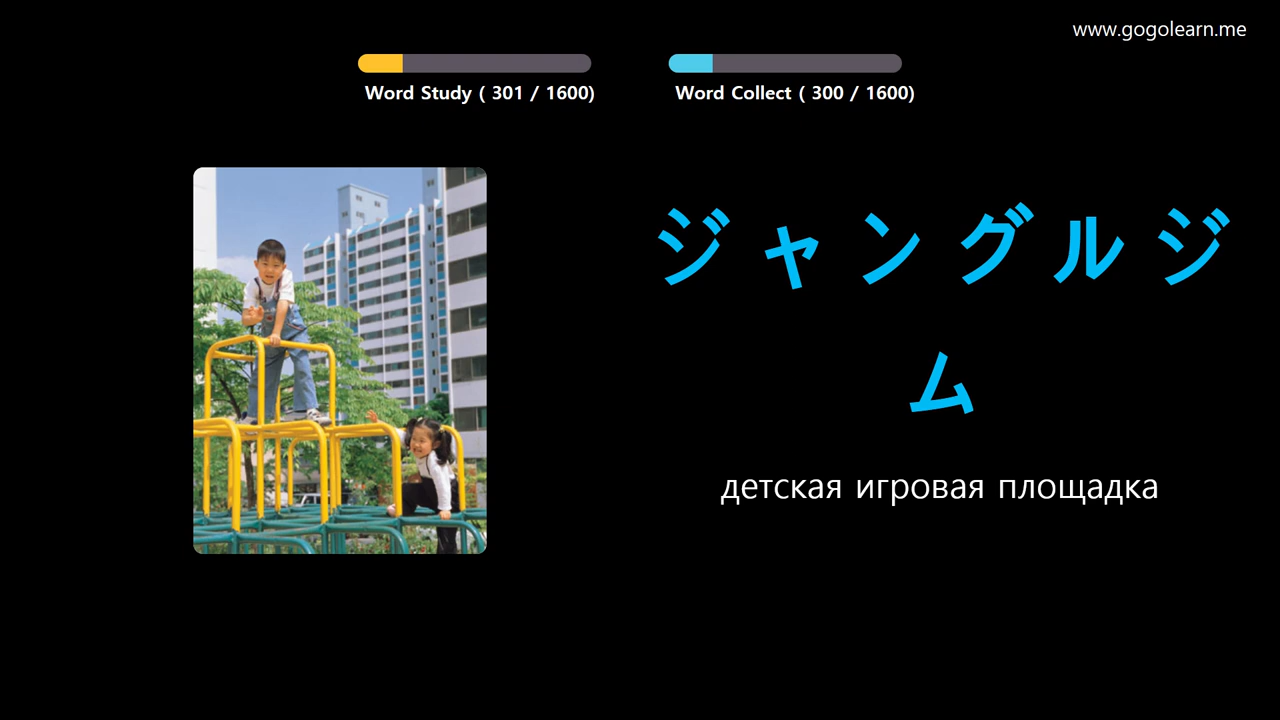 www.gogolearn.me
Word Study ( 301 / 1600)
Word Collect ( 300 / 1600)
ジャングルジ
ム
детская игровая площадка